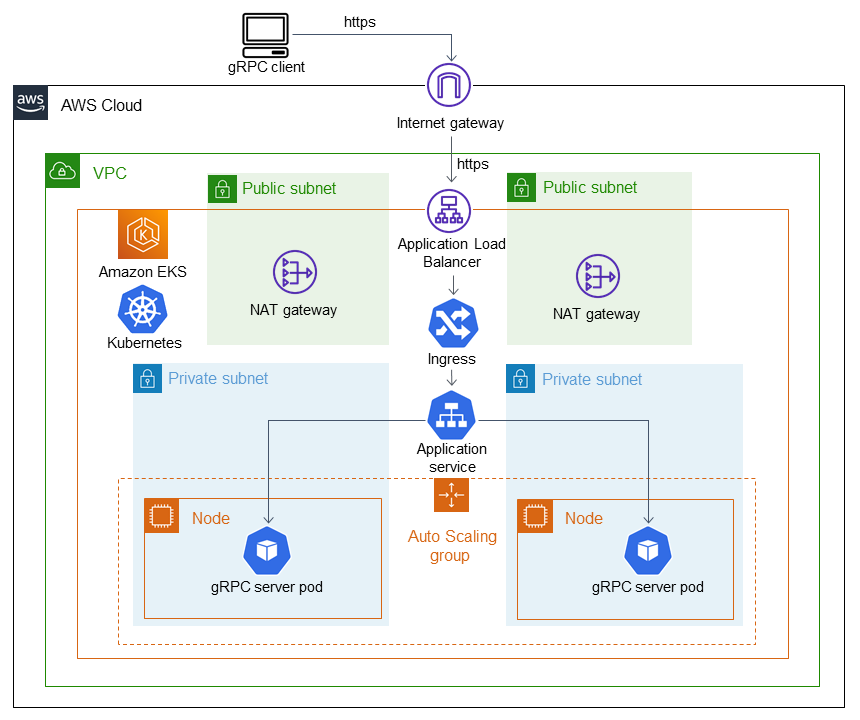 https
gRPC client
aws
AWS Cloud
Internet gateway
https
VPC
Public subnet
Public subnet
Amazon EKS
Application Load
Balancer
NAT gateway
NAT gateway
Kubernetes
Ingress
Private subnet
Private subnet
Application
service
Node
Auto Scaling
group
Node
gRPC server pod
gRPC server pod